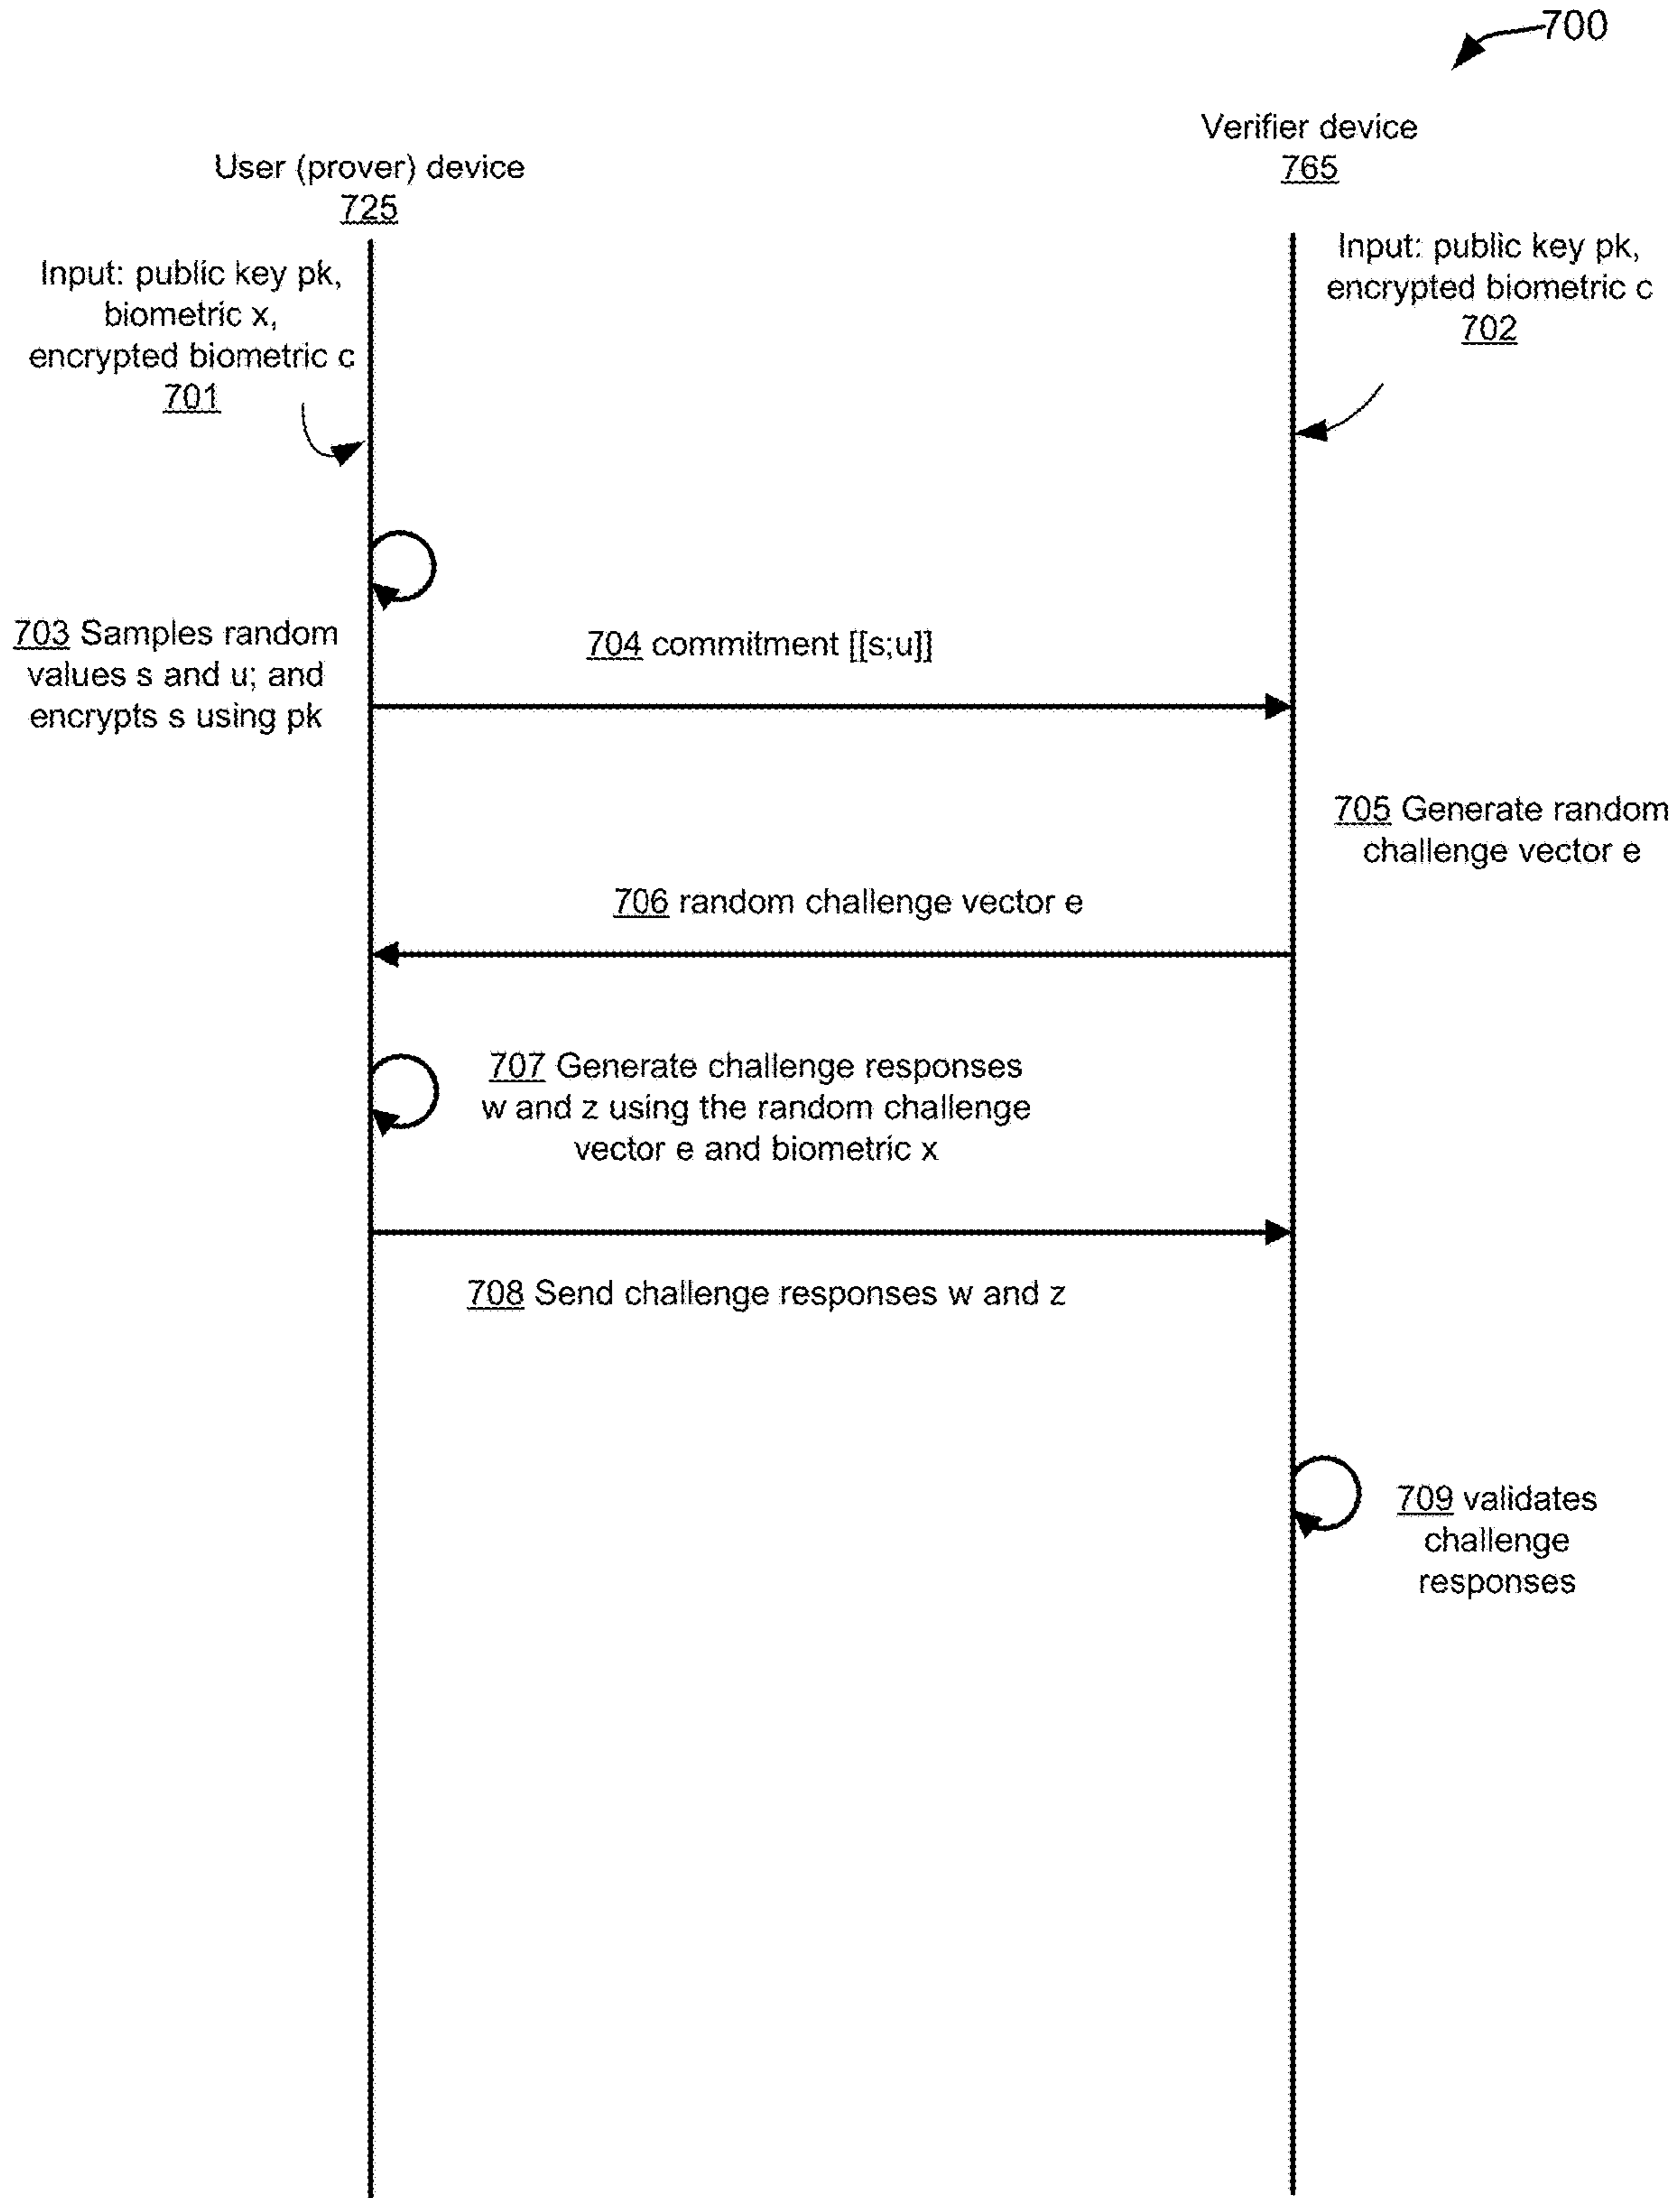 700
Verifier device
765
User (prover) device
725
Input: public key pk,
biometric x,
encrypted biometric c
701
Input: public key pk,
encrypted biometric c
702
703 Samples random
values s and u; and
encrypts s using pk
704 commitment [[s;u]]
705 Generate random
challenge vector e
706 random challenge vector e
707 Generate challenge responses
w and z using the random challenge
vector e and biometric x
708 Send challenge responses w and z
709 validates
challenge
responses